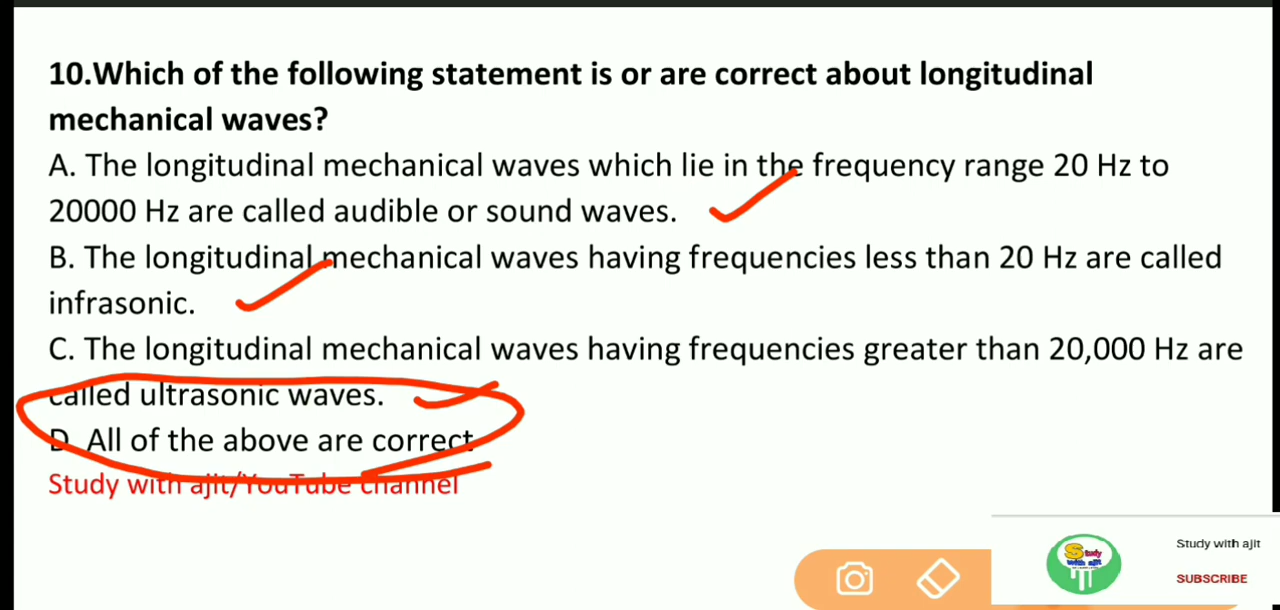 10.Which of the following statement is or are correct about longitudinal
mechanical waves?
A. The longitudinal mechanical waves which lie in the frequency range 20 Hz to
20000 Hz are called audible or sound waves.
B. The longitudinal mechanical waves having frequencies less than 20 Hz are called
infrasonic.
C. The longitudinal mechanical waves having frequencies greater than 20,000 Hz are
called ultrasonic waves.
D. All of the above are correct
Study with ajit/YouTube channel
Study with ajit
Study
with ajit
SUBSCRIBE